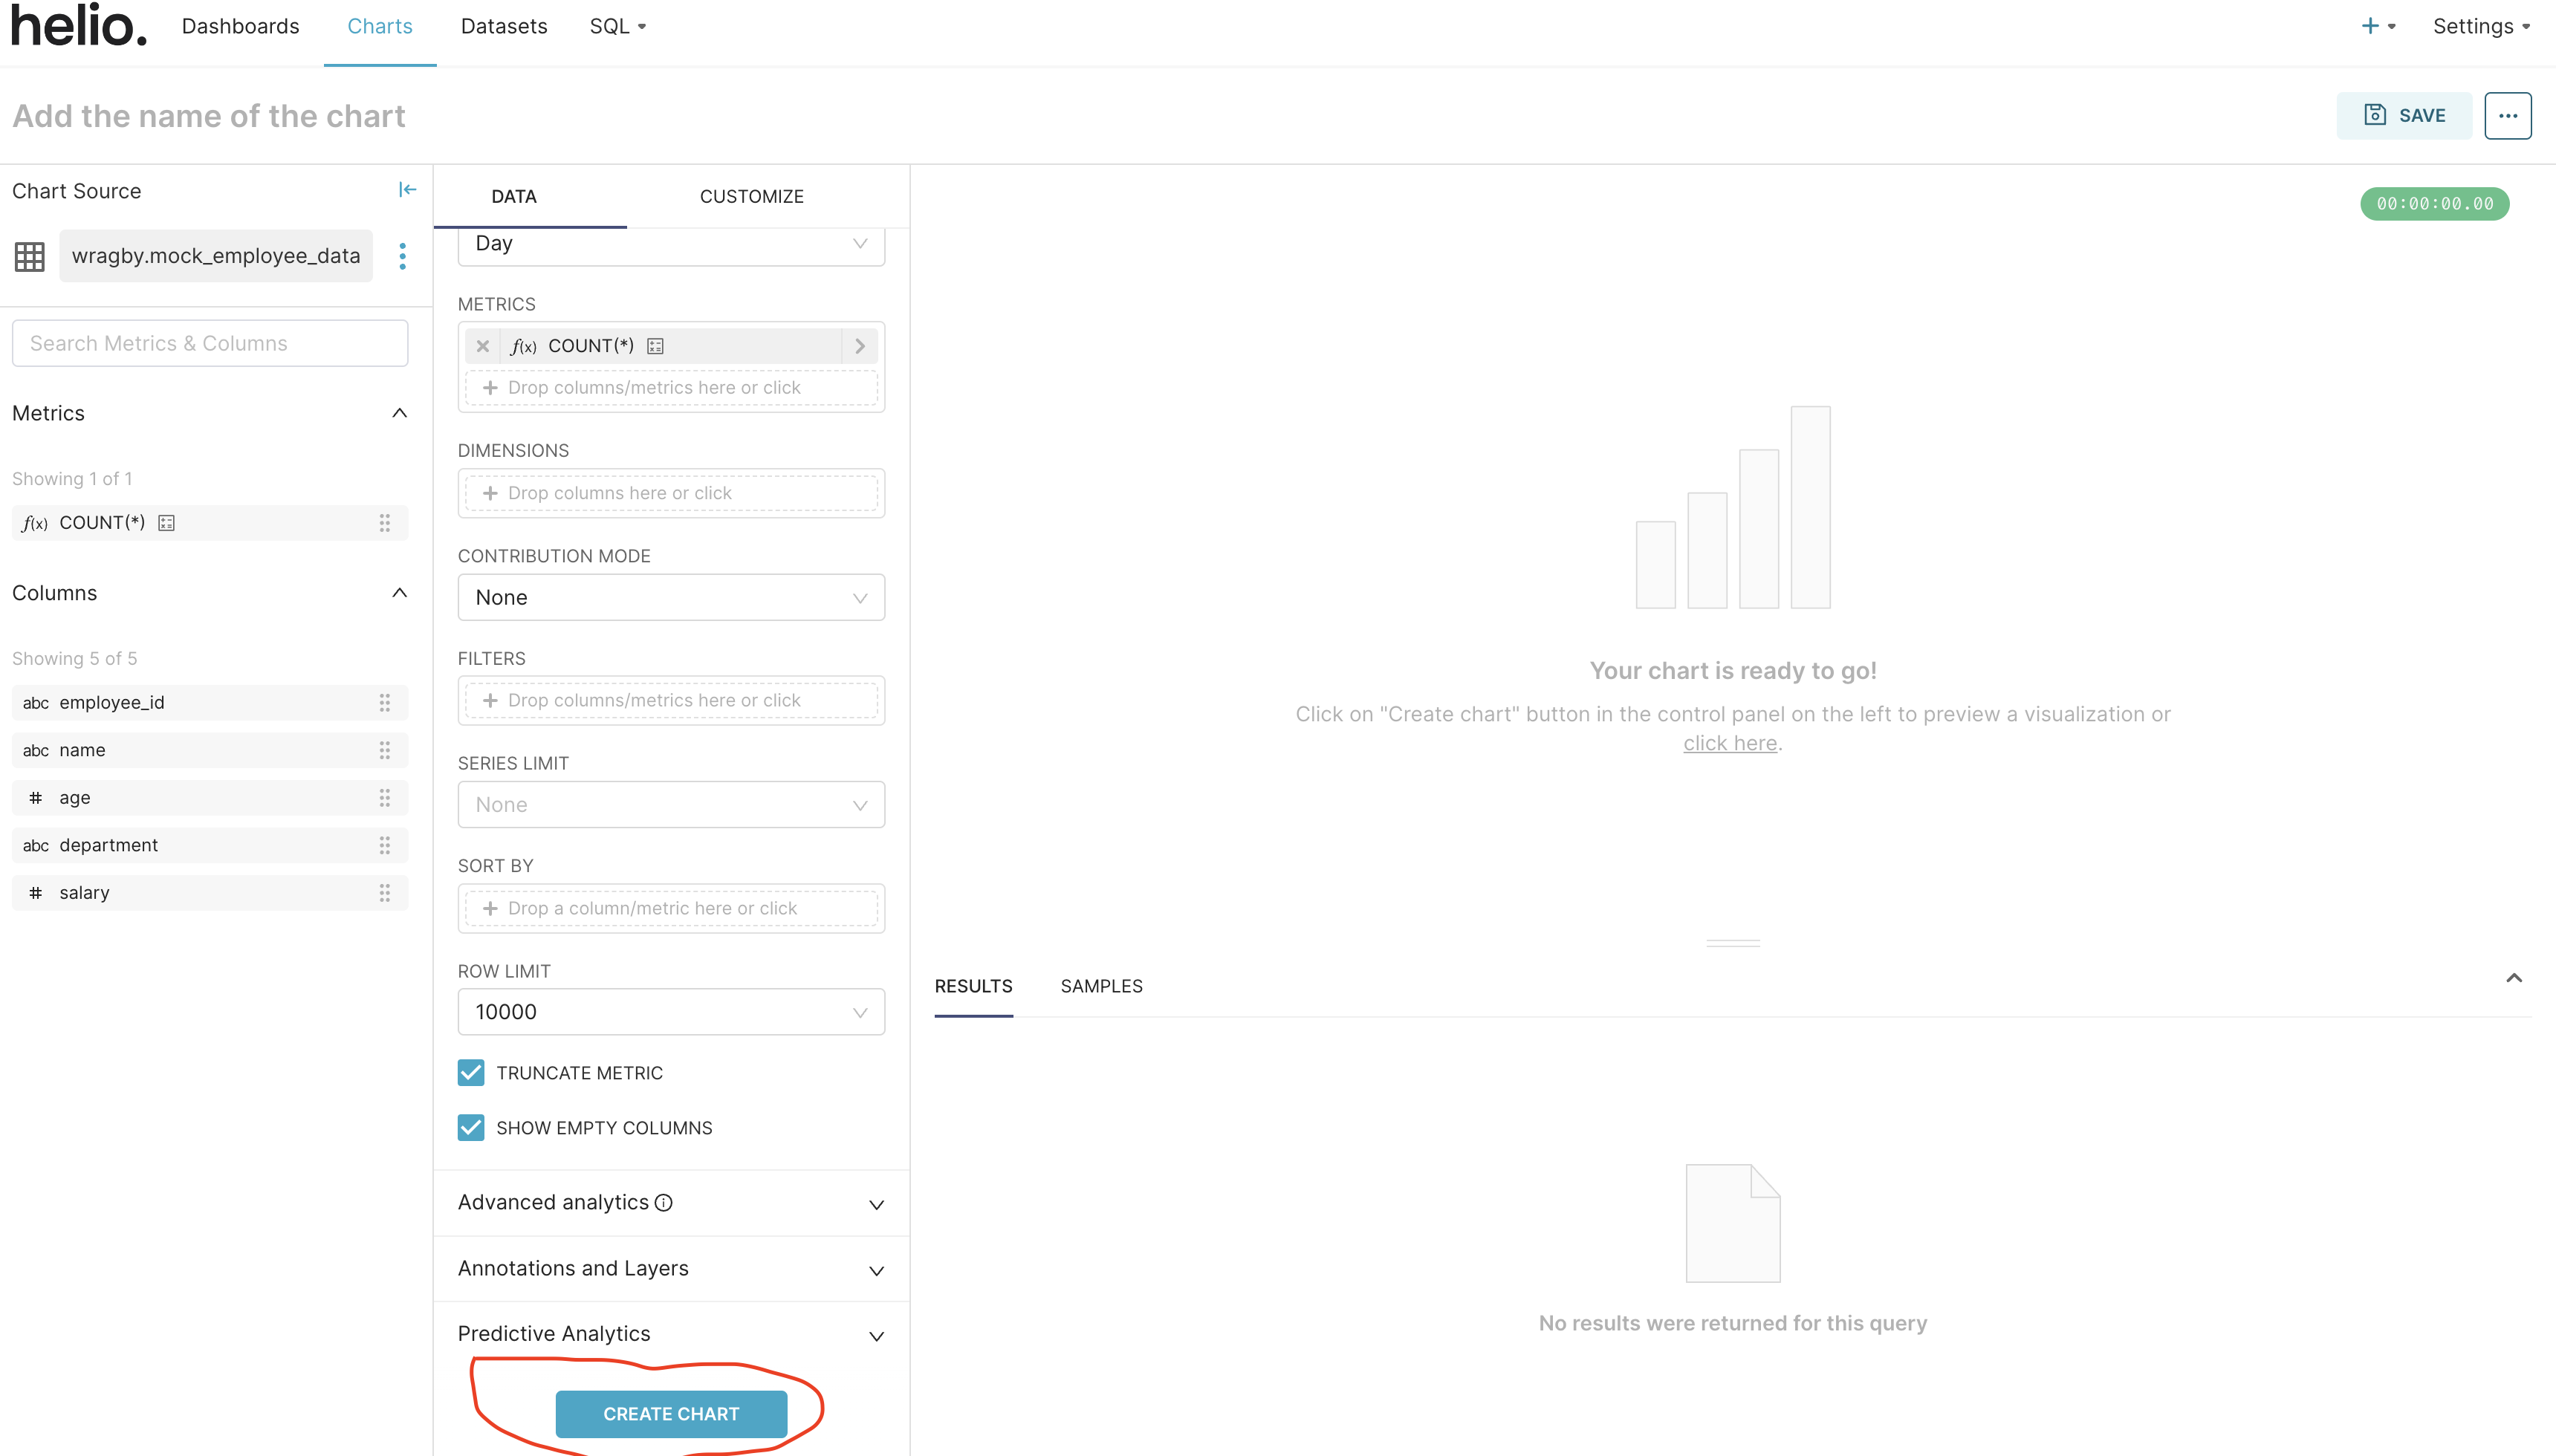 helio.
Dashboards
Charts
Datasets
SQL
Settings
Add the name of the chart
SAVE
Chart Source
wragby.mock_employee_data
Search Metrics & Columns
Metrics
Showing 1 of 1
f(x) COUNT(*)
Columns
Showing 5 of 5
abc employee_id
abc name
# age
abc department
# salary
DATA
CUSTOMIZE
Day
METRICS
f(x) COUNT(*)
+ Drop columns/metrics here or click
DIMENSIONS
+ Drop columns here or click
CONTRIBUTION MODE
None
FILTERS
+ Drop columns/metrics here or click
SERIES LIMIT
None
SORT BY
+ Drop a column/metric here or click
ROW LIMIT
10000
TRUNCATE METRIC
SHOW EMPTY COLUMNS
Advanced analytics
Annotations and Layers
Predictive Analytics
CREATE CHART
00:00:00.00
Your chart is ready to go!
Click on "Create chart" button in the control panel on the left to preview a visualization or
click here.
RESULTS
SAMPLES
No results were returned for this query